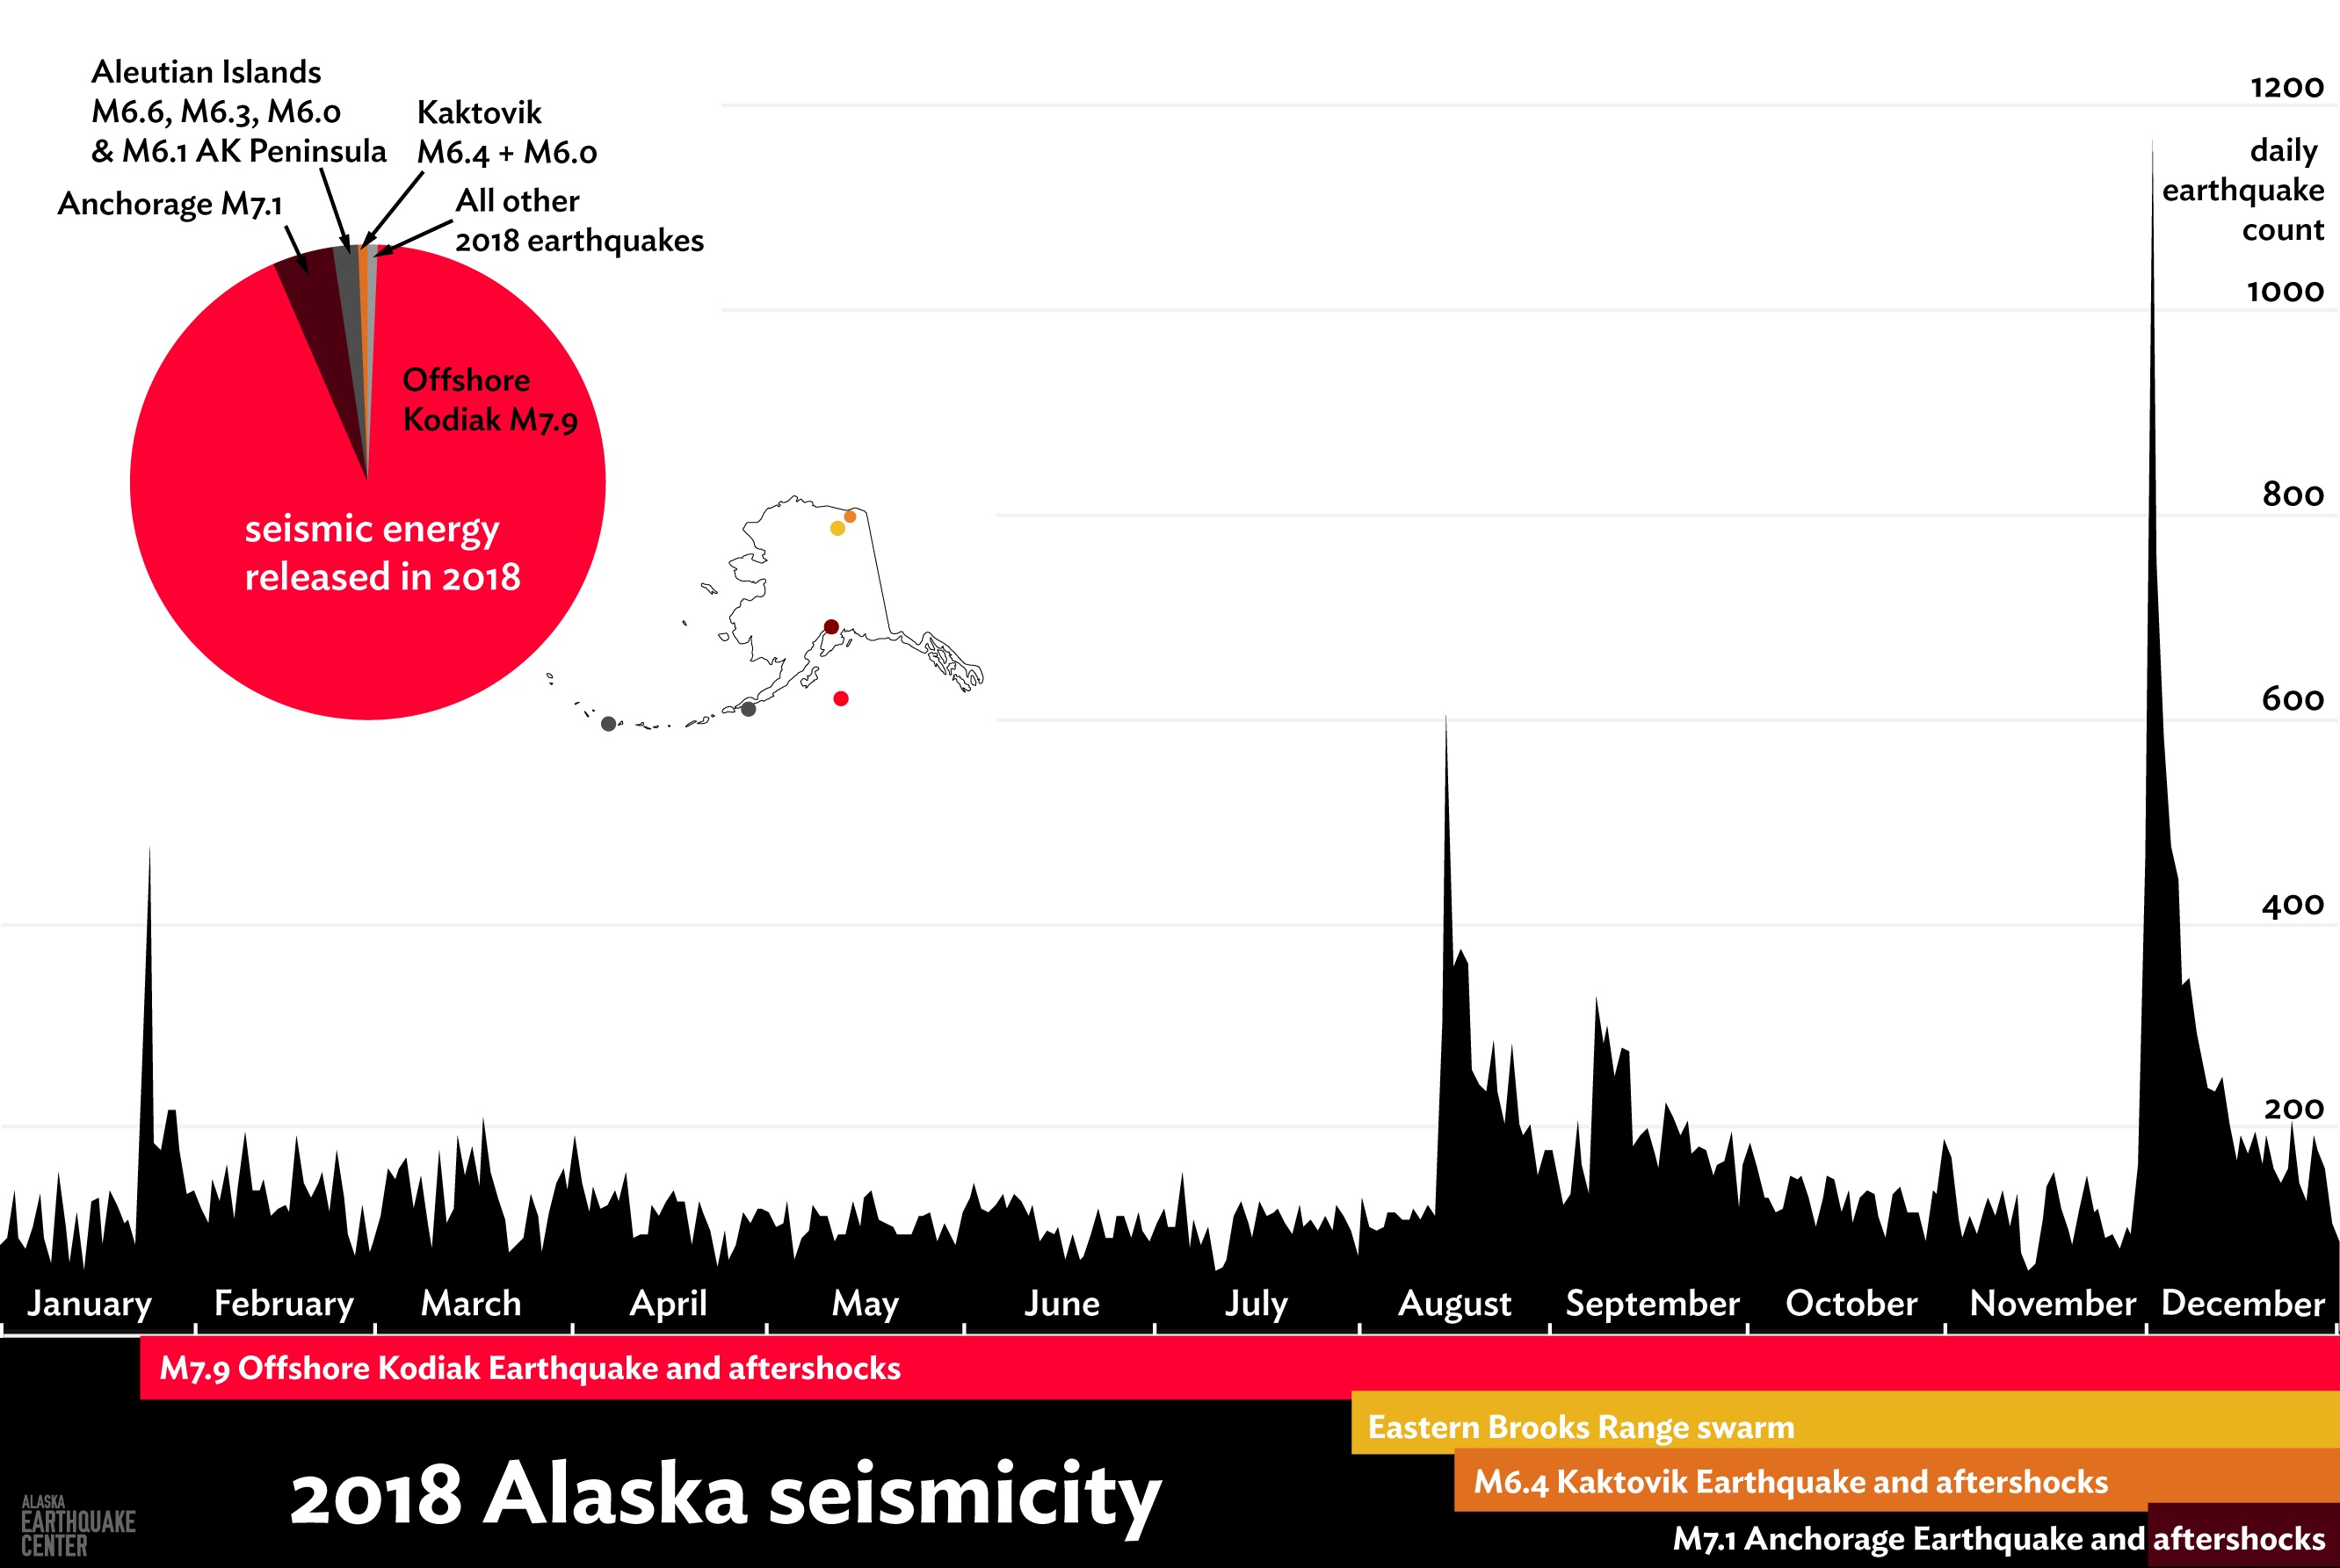 Aleutian Islands
M6.6, M6.3, M6.0
& M6.1 AK Peninsula
Kaktovik
M6.4 + M6.0
Anchorage M7.1
All other
2018 earthquakes
Offshore
Kodiak M7.9
seismic energy
released in 2018
1200
daily
earthquake
count
1000
800
600
400
200
January February March April May June July August September October November December
M7.9 Offshore Kodiak Earthquake and aftershocks
Eastern Brooks Range swarm
M6.4 Kaktovik Earthquake and aftershocks
M7.1 Anchorage Earthquake and aftershocks
2018 Alaska seismicity
ALASKA
EARTHQUAKE
CENTER